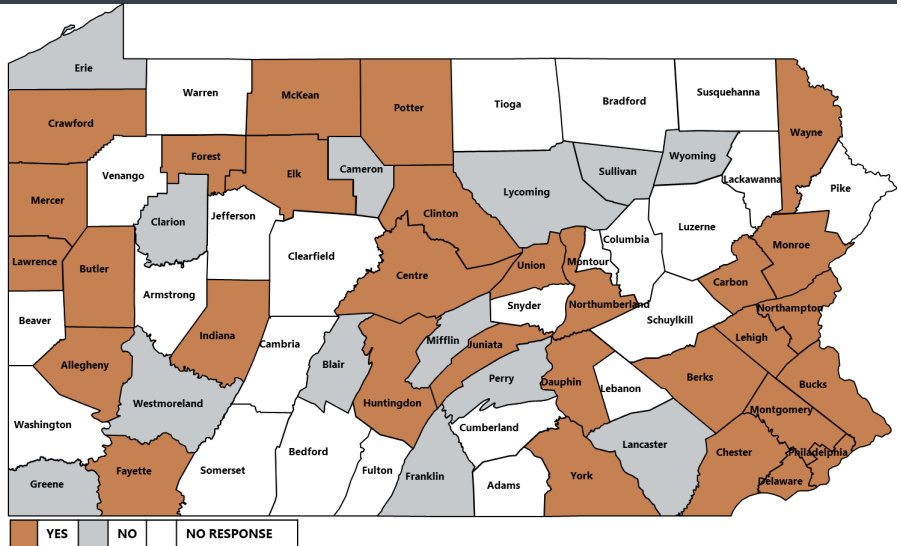 Erie
Warren
McKean
Potter
Tioga
Bradford
Susquehanna
Crawford
Wayne
Forest
Venango
Elk
Cameron
Wyoming
Sullivan
Lackawanna
Pike
Mercer
Lycoming
Clarion
Jefferson
Clinton
Luzerne
Columbia
Monroe
Clearfield
Lawrence
Butler
Centre
Union
Montour
Carbon
Armstrong
Snyder
Northumberland
Northampton
Beaver
Schuylkill
Indiana
Lehigh
Cambria
Mifflin
Juniata
Allegheny
Blair
Perry
Dauphin
Berks
Bucks
Lebanon
Westmoreland
Huntingdon
Montgomery
Washington
Cumberland
Lancaster
Bedford
Chester
Philadelphia
Fayette
Somerset
Fulton
Franklin
York
Greene
Adams
Delaware
YES NO NO RESPONSE